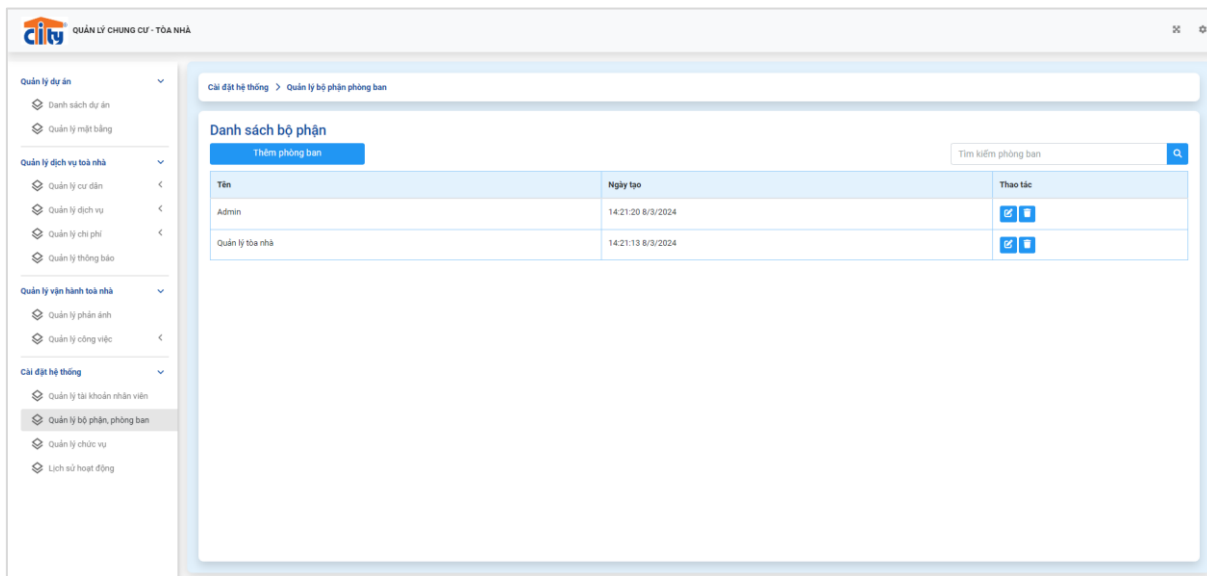 city
QUẢN LÝ CHUNG CƯ - TÒA NHÀ
Quản lý dự án
Danh sách dự án
Quản lý mặt bằng
Quản lý dịch vụ toà nhà
Quản lý cư dân
Quản lý dịch vụ
Quản lý chi phí
Quản lý thông báo
Quản lý vận hành toà nhà
Quản lý phản ánh
Quản lý công việc
Cài đặt hệ thống
Quản lý tài khoản nhân viên
Quản lý bộ phận, phòng ban
Quản lý chức vụ
Lịch sử hoạt động
Cài đặt hệ thống > Quản lý bộ phận phòng ban
Danh sách bộ phận
Thêm phòng ban
Tìm kiếm phòng ban
Tên Ngày tạo Thao tác
Admin 14:21:20 8/3/2024
Quản lý tòa nhà 14:21:13 8/3/2024